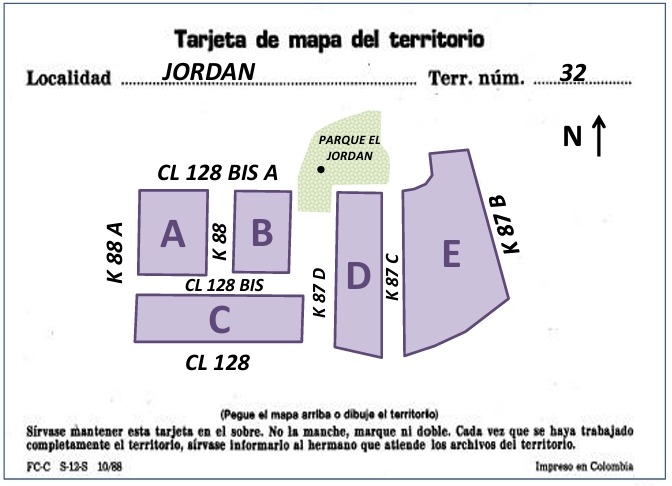 Tarjeta de mapa del territorio
Localidad JORDAN Terr. núm. 32
PARQUE EL
JORDAN
N
CL 128 BIS A
K 88 A
A
K 88
B
K 87 D
D
K 87 C
E
K 87 B
CL 128 BIS
C
CL 128
(Pegue el mapa arriba o dibuje el territorio)
Sírvase mantener esta tarjeta en el sobre. No la manche, marque ni doble. Cada vez que se haya trabajado
completamente el territorio, sírvase informarlo al hermano que atiende los archivos del territorio.
FC-C S-12-S 10/88 Impreso en Colombia